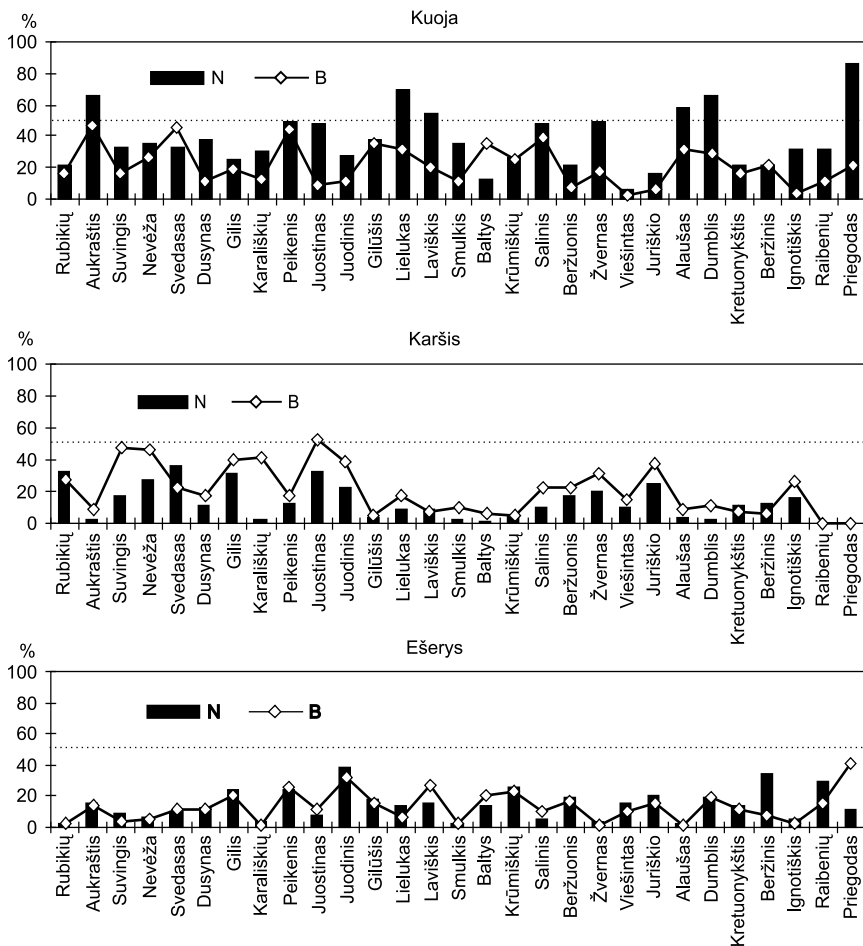 Kuoja
%
100
80
60
40
20
0
N
B
Rubikių
Aukraštis
Suvingis
Nevėža
Svedasas
Dusynas
Gilis
Karališkių
Peikenis
Juostinas
Juodinis
Gilūšis
Lielukas
Laviškis
Smulkis
Baltys
Krūmiškių
Salinis
Beržuonis
Žvernas
Viešintas
Juriškio
Alaušas
Dumblis
Kretuonykštis
Beržinis
Ignotiškis
Raibenių
Priegodas
Karšis
%
100
80
60
40
20
0
N
B
Rubikių
Aukraštis
Suvingis
Nevėža
Svedasas
Dusynas
Gilis
Karališkių
Peikenis
Juostinas
Juodinis
Gilūšis
Lielukas
Laviškis
Smulkis
Baltys
Krūmiškių
Salinis
Beržuonis
Žvernas
Viešintas
Juriškio
Alaušas
Dumblis
Kretuonykštis
Beržinis
Ignotiškis
Raibenių
Priegodas
Ešerys
%
100
80
60
40
20
0
N
B
Rubikių
Aukraštis
Suvingis
Nevėža
Svedasas
Dusynas
Gilis
Karališkių
Peikenis
Juostinas
Juodinis
Gilūšis
Lielukas
Laviškis
Smulkis
Baltys
Krūmiškių
Salinis
Beržuonis
Žvernas
Viešintas
Juriškio
Alaušas
Dumblis
Kretuonykštis
Beržinis
Ignotiškis
Raibenių
Priegodas